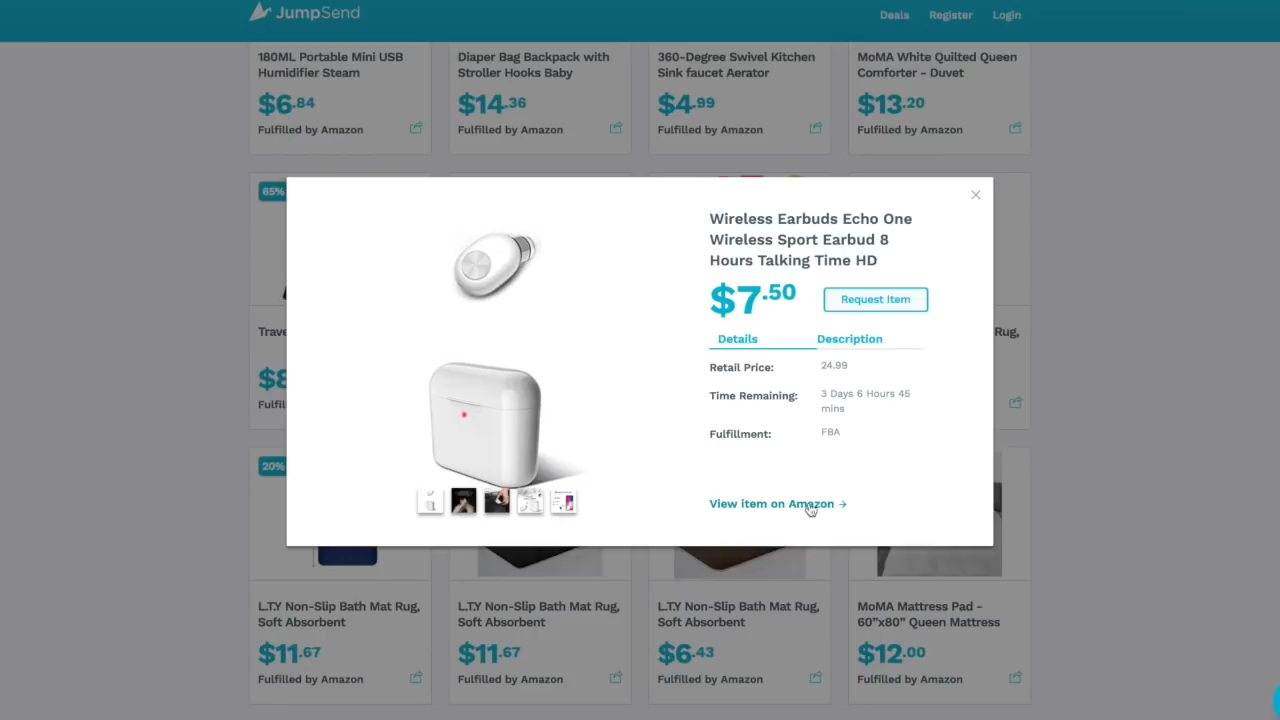 JumpSend
Deals Register Login
180ML Portable Mini USB
Humidifier Steam
$6.84
Fulfilled by Amazon
Diaper Bag Backpack with
Stroller Hooks Baby
$14.36
Fulfilled by Amazon
360-Degree Swivel Kitchen
Sink faucet Aerator
$4.99
Fulfilled by Amazon
MoMA White Quilted Queen
Comforter - Duvet
$13.20
Fulfilled by Amazon
65%
Wireless Earbuds Echo One
Wireless Sport Earbud 8
Hours Talking Time HD
$7.50
Request Item
Details
Description
Retail Price: 24.99
Time Remaining: 3 Days 6 Hours 45
mins
Fulfillment: FBA
View item on Amazon →
Rug,
20%
L.T.Y Non-Slip Bath Mat Rug,
Soft Absorbent
$11.67
Fulfilled by Amazon
L.T.Y Non-Slip Bath Mat Rug,
Soft Absorbent
$11.67
Fulfilled by Amazon
L.T.Y Non-Slip Bath Mat Rug,
Soft Absorbent
$6.43
Fulfilled by Amazon
MoMA Mattress Pad -
60”x80” Queen Mattress
$12.00
Fulfilled by Amazon